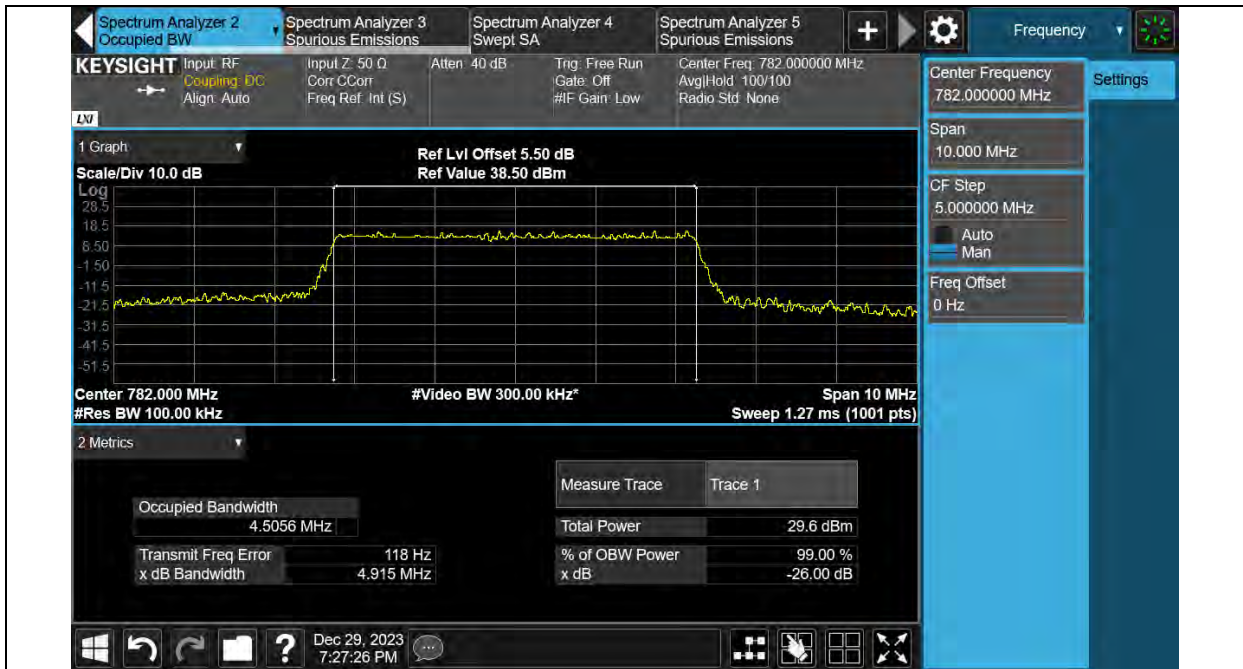 Spectrum Analyzer 2
Occupied BW
Spectrum Analyzer 3
Spurious Emissions
Spectrum Analyzer 4
Swept SA
Spectrum Analyzer 5
Spurious Emissions
+
Frequency
KEYSIGHT
LXI
Input: RF
Coupling: DC
Align: Auto
Input Z: 50 Ω
Corr CCorr
Freq Ref: Int (S)
Atten: 40 dB
Trig: Free Run
Gate: Off
#IF Gain: Low
Center Freq: 782.000000 MHz
Avg|Hold: 100/100
Radio Std: None
Center Frequency
782.000000 MHz
Settings
Span
10.000 MHz
CF Step
5.000000 MHz
Auto
Man
Freq Offset
0 Hz
1 Graph
Scale/Div 10.0 dB
Ref Lvl Offset 5.50 dB
Ref Value 38.50 dBm
Log
28.5
18.5
8.50
-1.50
-11.5
-21.5
-31.5
-41.5
-51.5
Center 782.000 MHz
#Video BW 300.00 kHz*
Span 10 MHz
#Res BW 100.00 kHz
Sweep 1.27 ms (1001 pts)
2 Metrics
Measure Trace
Trace 1
Occupied Bandwidth
4.5056 MHz
Total Power
29.6 dBm
Transmit Freq Error
118 Hz
% of OBW Power
99.00 %
x dB Bandwidth
4.915 MHz
x dB
-26.00 dB
?
Dec 29, 2023
7:27:26 PM